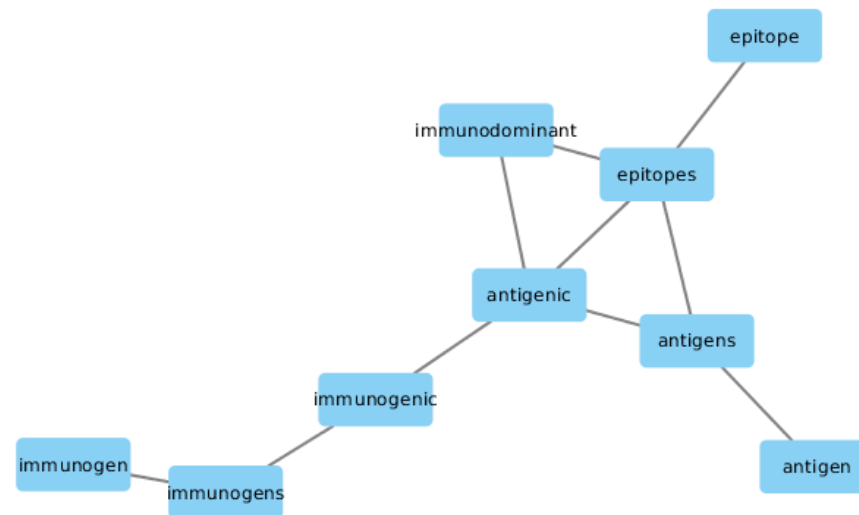 epitope
immunodominant
epitopes
antigenic
antigens
immunogenic
immunogen
antigen
immunogens